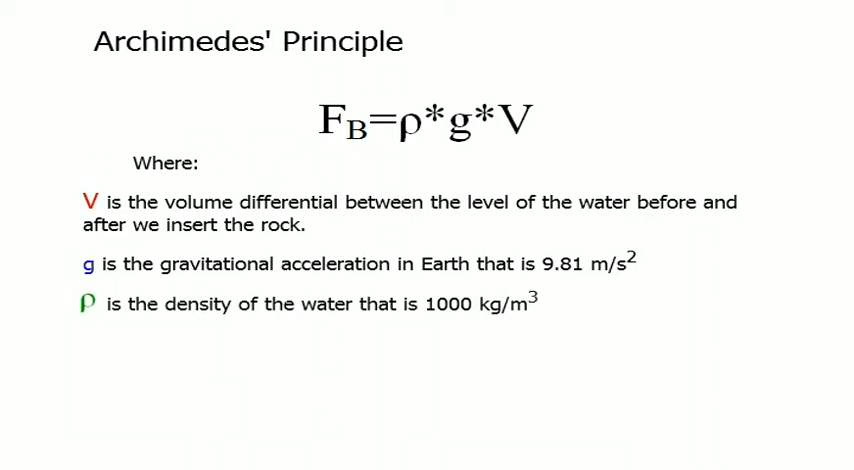 Archimedes' Principle
F_B=ρ*g*V
Where:
V is the volume differential between the level of the water before and
after we insert the rock.
g is the gravitational acceleration in Earth that is 9.81 m/s²
ρ is the density of the water that is 1000 kg/m³